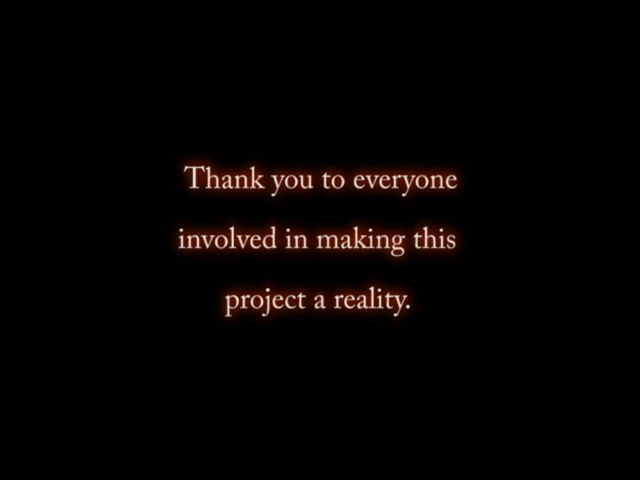 Thank you to everyone
involved in making this
project a reality.